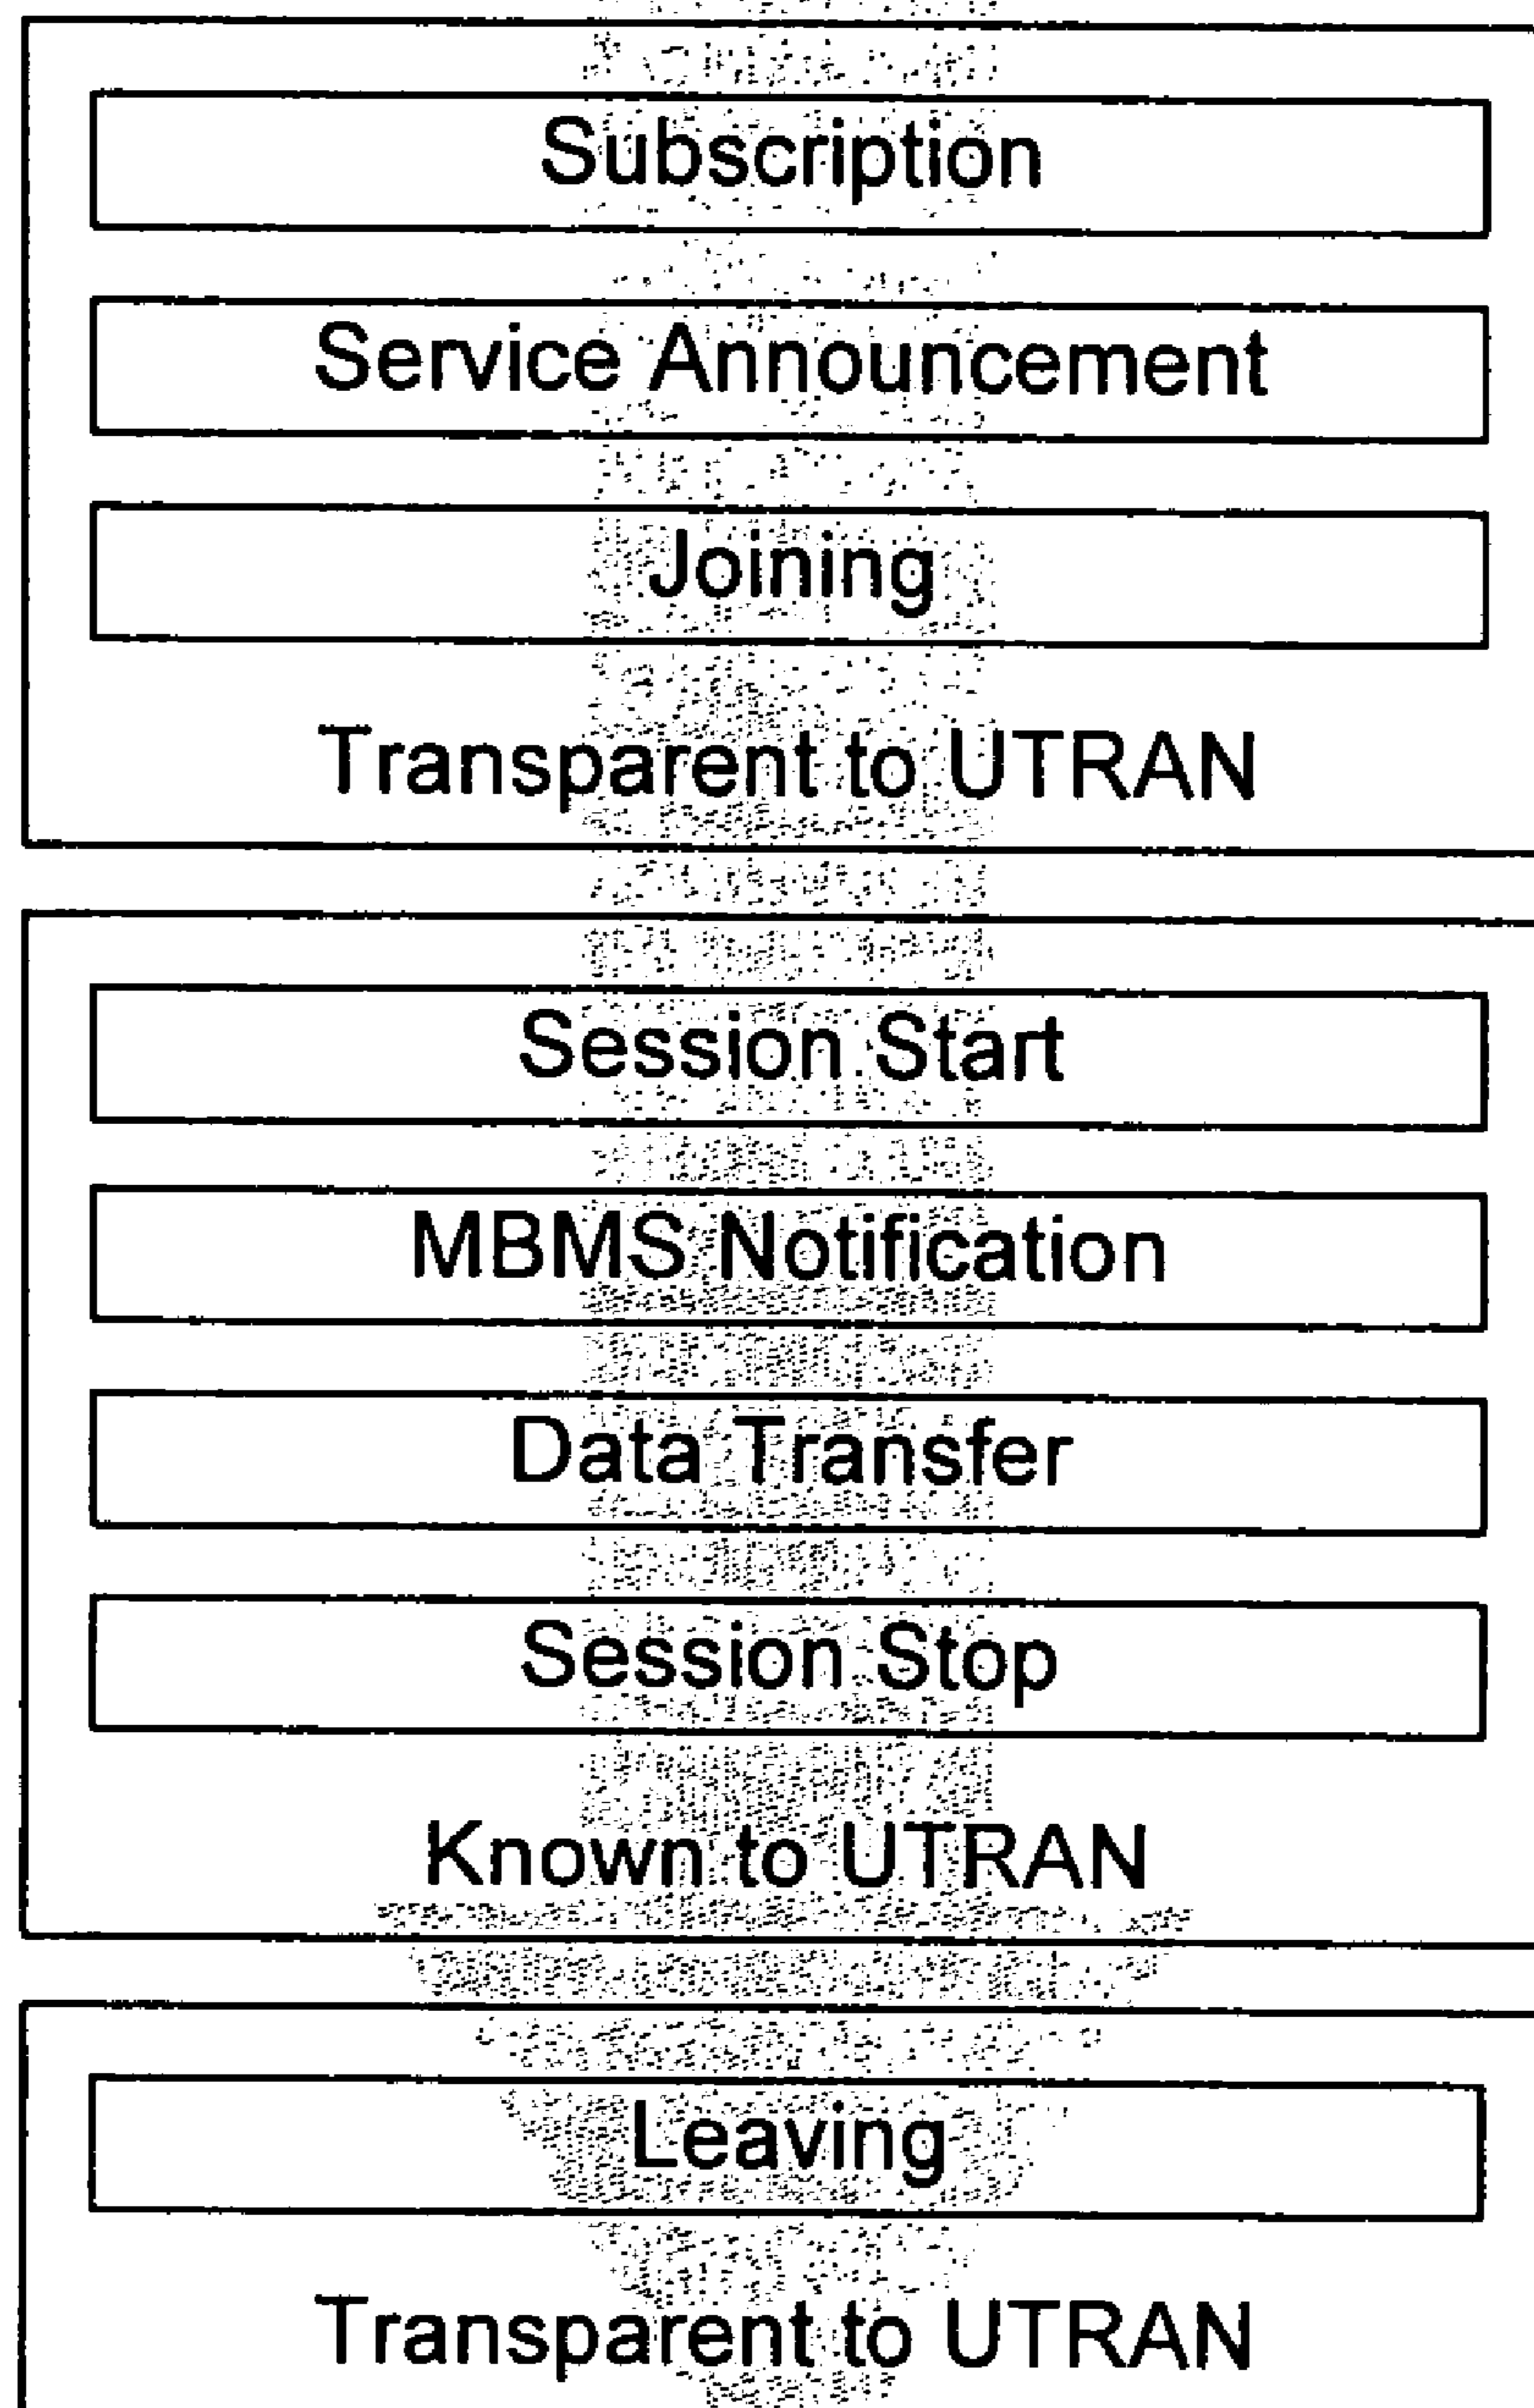 Subscription
Service Announcement
Joining
Transparent to UTRAN
Session Start
MBMS Notification
Data Transfer
Session Stop
Known to UTRAN
Leaving
Transparent to UTRAN